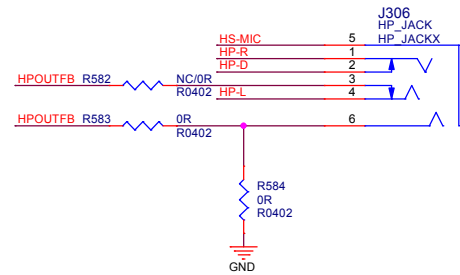 J306
HP_JACK
HP_JACKX
HS-MIC 5
HP-R 1
HP-D 2
HPOUTFB R582 NC/0R 3
R0402
HP-L 4
HPOUTFB R583 0R 6
R0402
R584
0R
R0402
GND